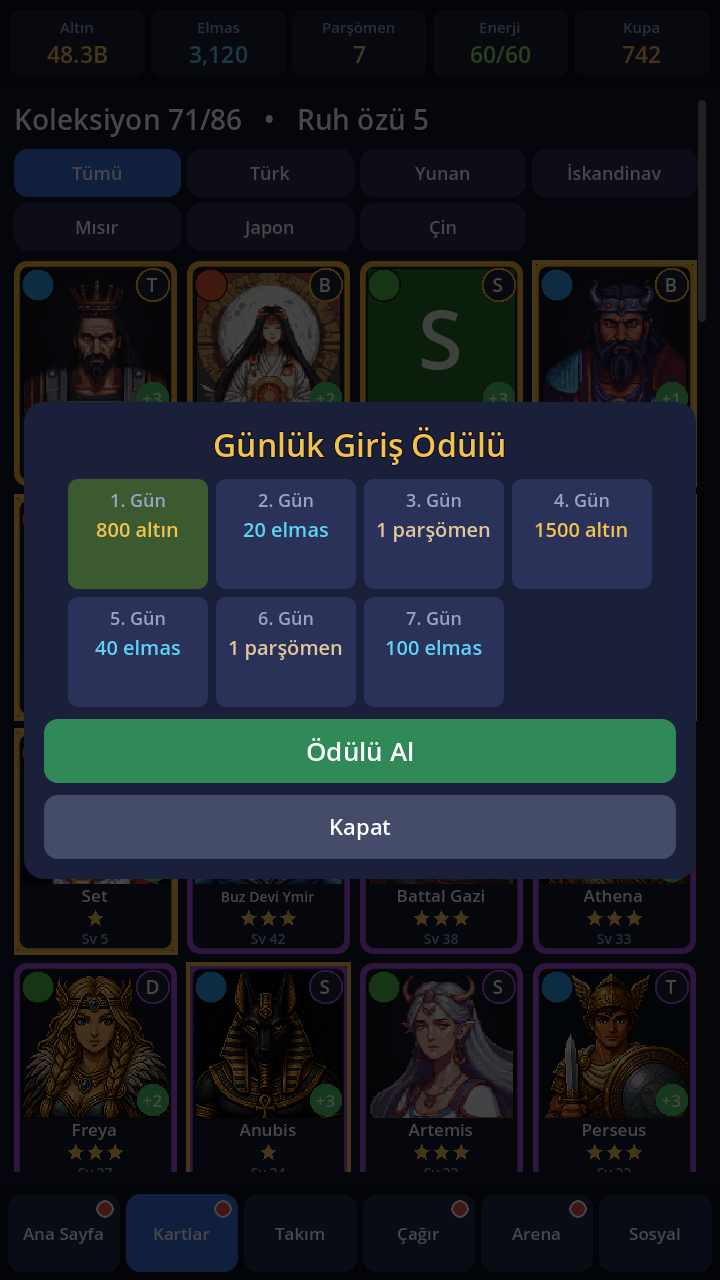 Altın Elmas Parşömen Enerji Kupa
48.3B 3,120 7 60/60 742
Koleksiyon 71/86 • Ruh özü 5
Tümü Türk Yunan İskandinav
Mısır Japon Çin
T B S B
S
+3 +2 +3 +1
Günlük Giriş Ödülü
1. Gün 2. Gün 3. Gün 4. Gün
800 altın 20 elmas 1 parşömen 1500 altın
5. Gün 6. Gün 7. Gün
40 elmas 1 parşömen 100 elmas
Ödülü Al
Kapat
Set Buz Devi Ymir Battal Gazi Athena
Sv 5 Sv 42 Sv 38 Sv 33
D S S T
+2 +3 +3
Freya Anubis Artemis Perseus
Ana Sayfa Kartlar Takım Çağır Arena Sosyal